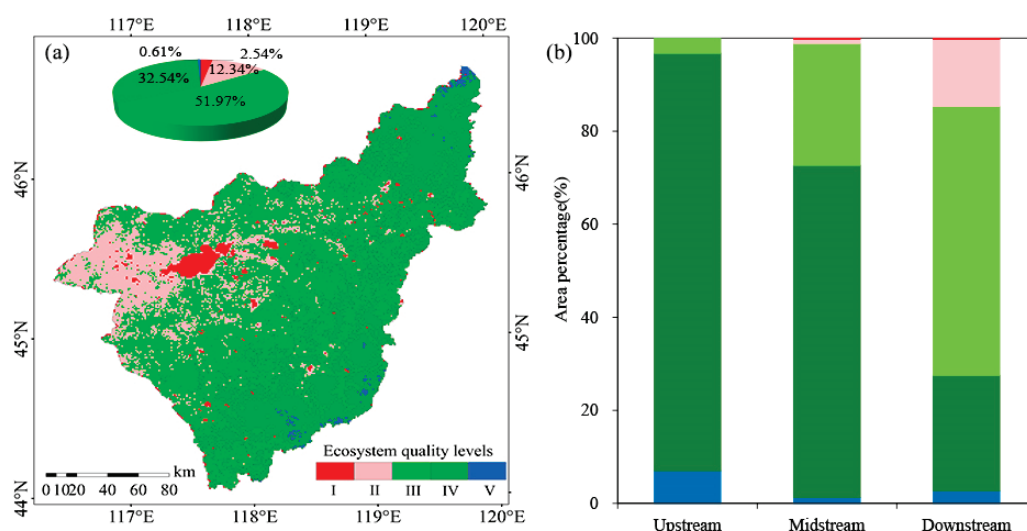 117°E 118°E 119°E 120°E
(a)
0.61% 2.54%
32.54% 12.34%
51.97%
46°N 46°N
45°N 45°N
44°N 44°N
Ecosystem quality levels
I II III IV V
km
0 10 20 40 60 80
117°E 118°E 119°E 120°E
(b)
Area percentage(%)
100
80
60
40
20
0
Upstream Midstream Downstream